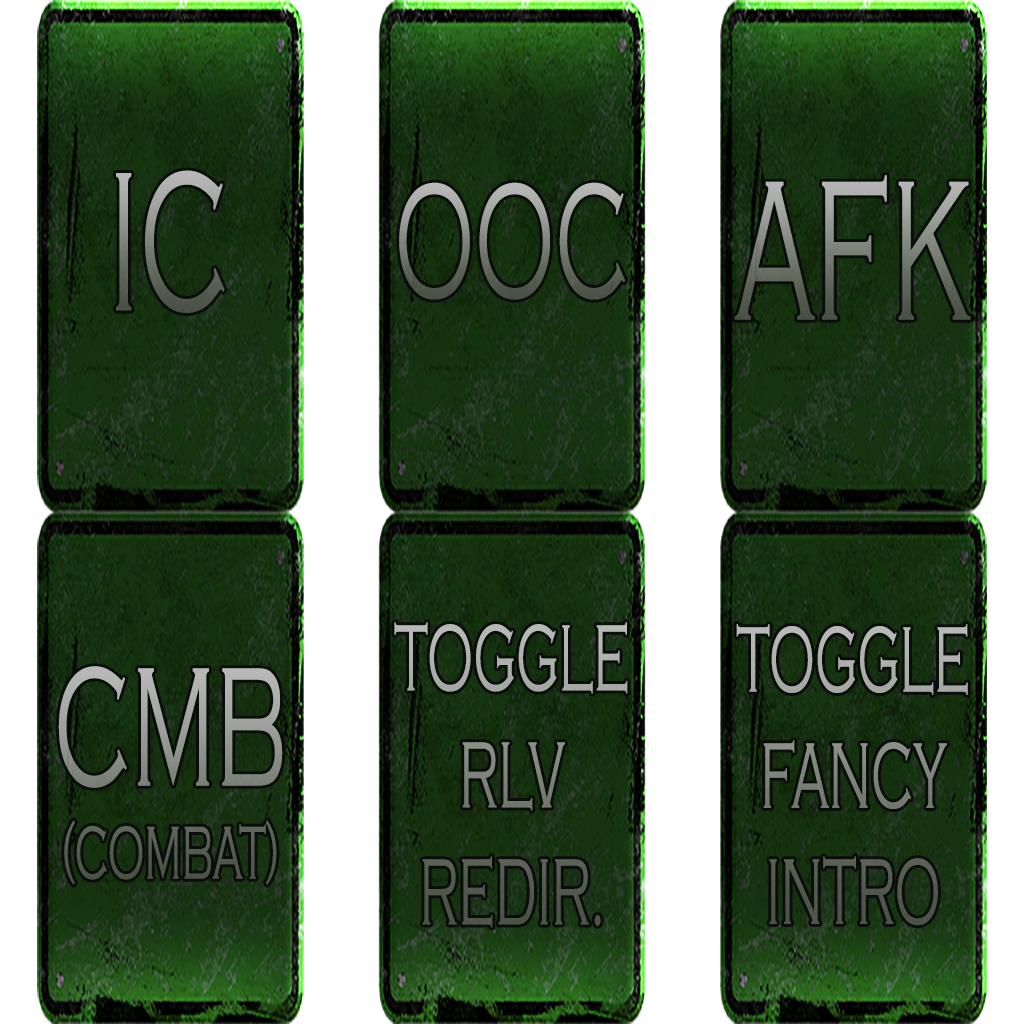 IC
OOC
AFK
CMB
(COMBAT)
TOGGLE
RLV
REDIR.
TOGGLE
FANCY
INTRO